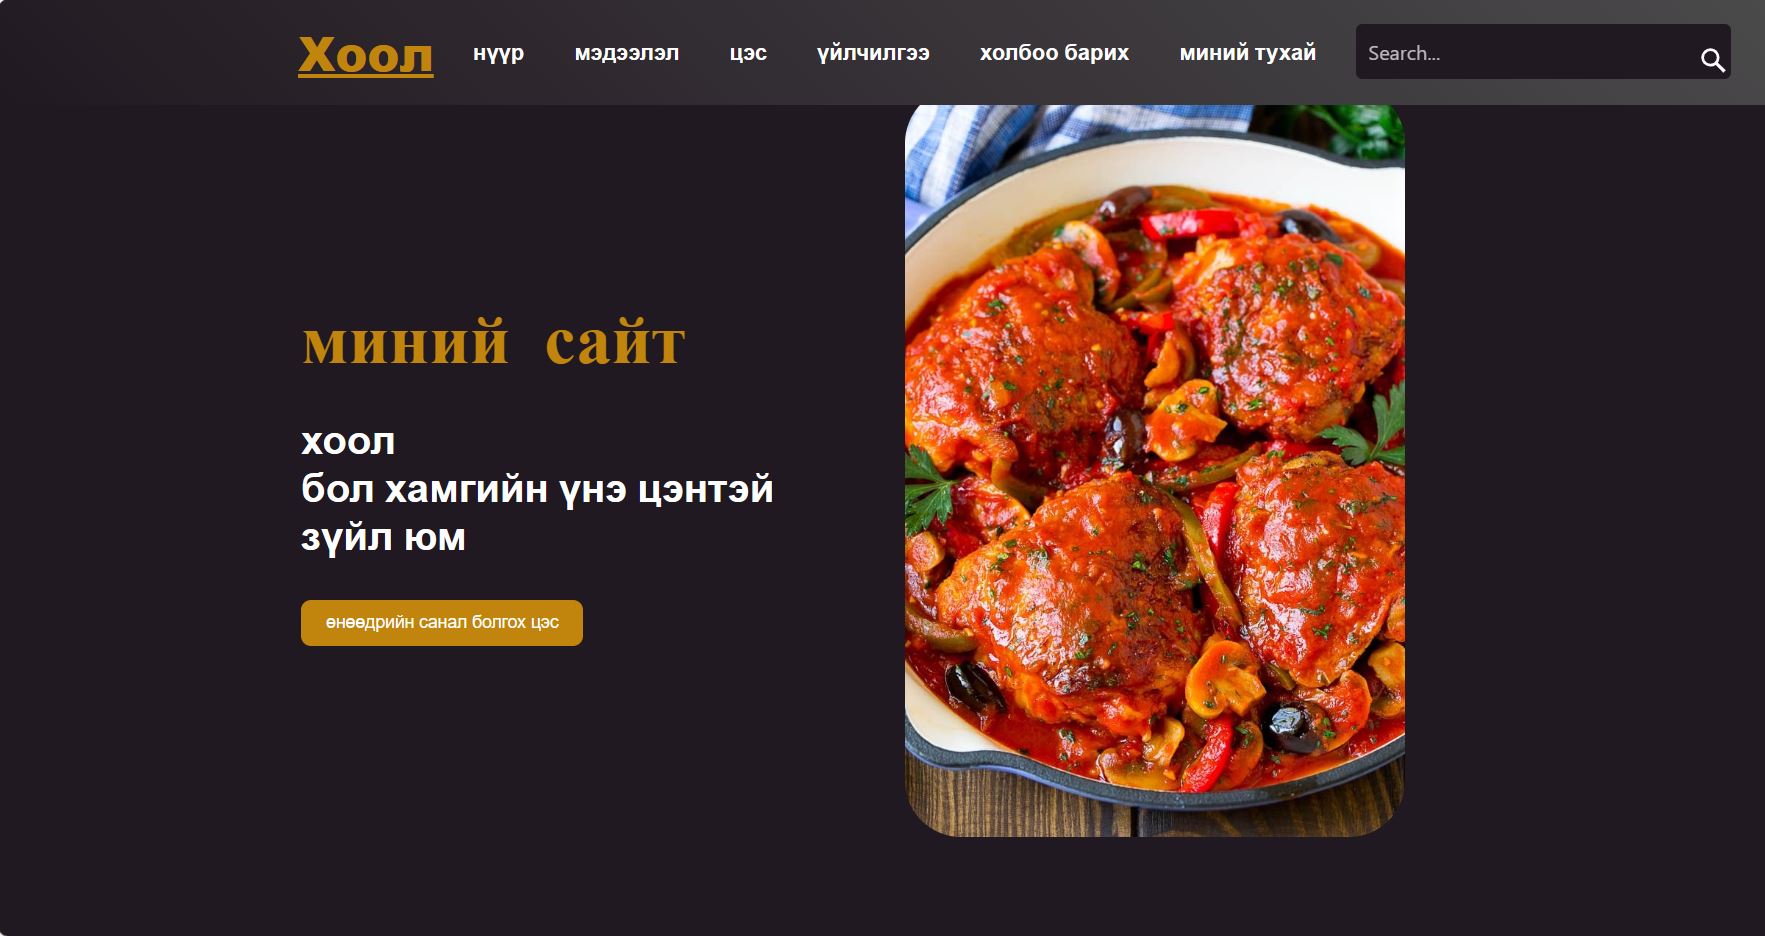 Хоол
нүүр
мэдээлэл
цэс
үйлчилгээ
холбоо барих
миний тухай
Search...
миний сайт
хоол
бол хамгийн үнэ цэнтэй
зүйл юм
өнөөдрийн санал болгох цэс